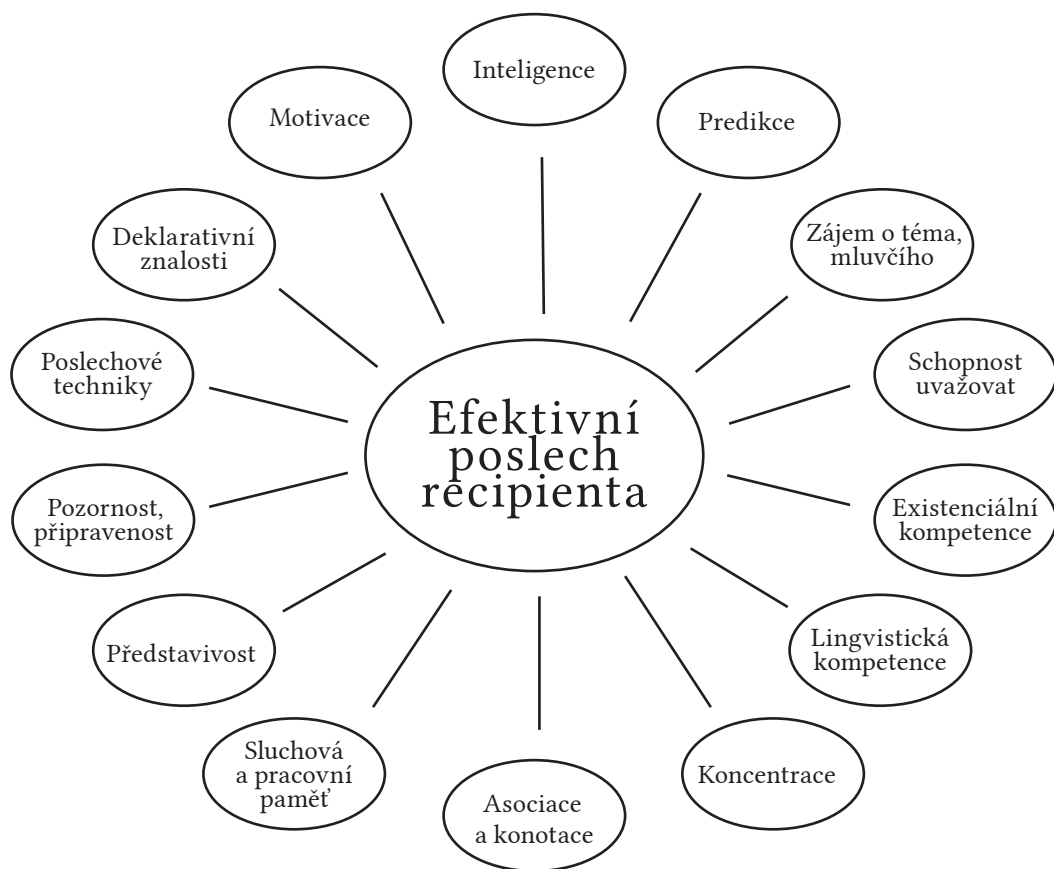 Inteligence
Motivace
Predikce
Deklarativní
znalosti
Zájem o téma,
mluvčího
Poslechové
techniky
Schopnost
uvažovat
Efektivní
poslech
recipienta
Pozornost,
připravenost
Existenciální
kompetence
Představivost
Lingvistická
kompetence
Sluchová
a pracovní
paměť
Koncentrace
Asociace
a konotace